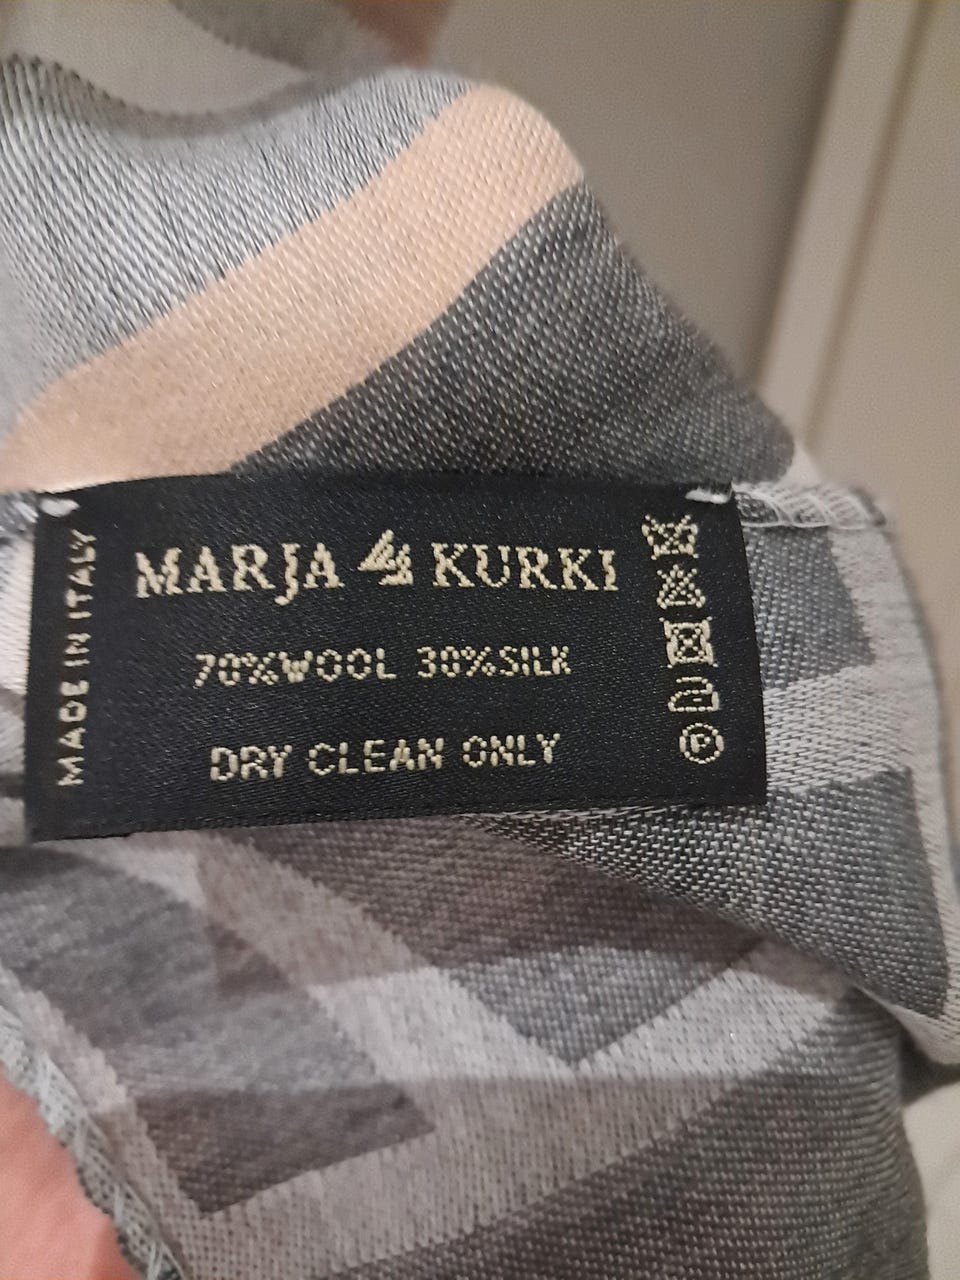 MADE IN ITALY
MARJA KURKI
70%WOOL 30%SILK
DRY CLEAN ONLY
P